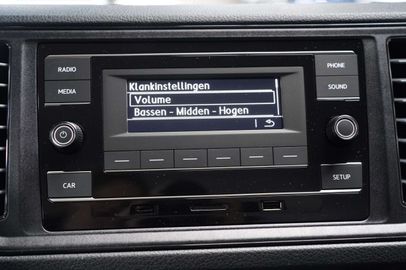 RADIO
PHONE
MEDIA
SOUND
Klankinstellingen
Volume
Bassen - Midden - Hogen
CAR
SETUP